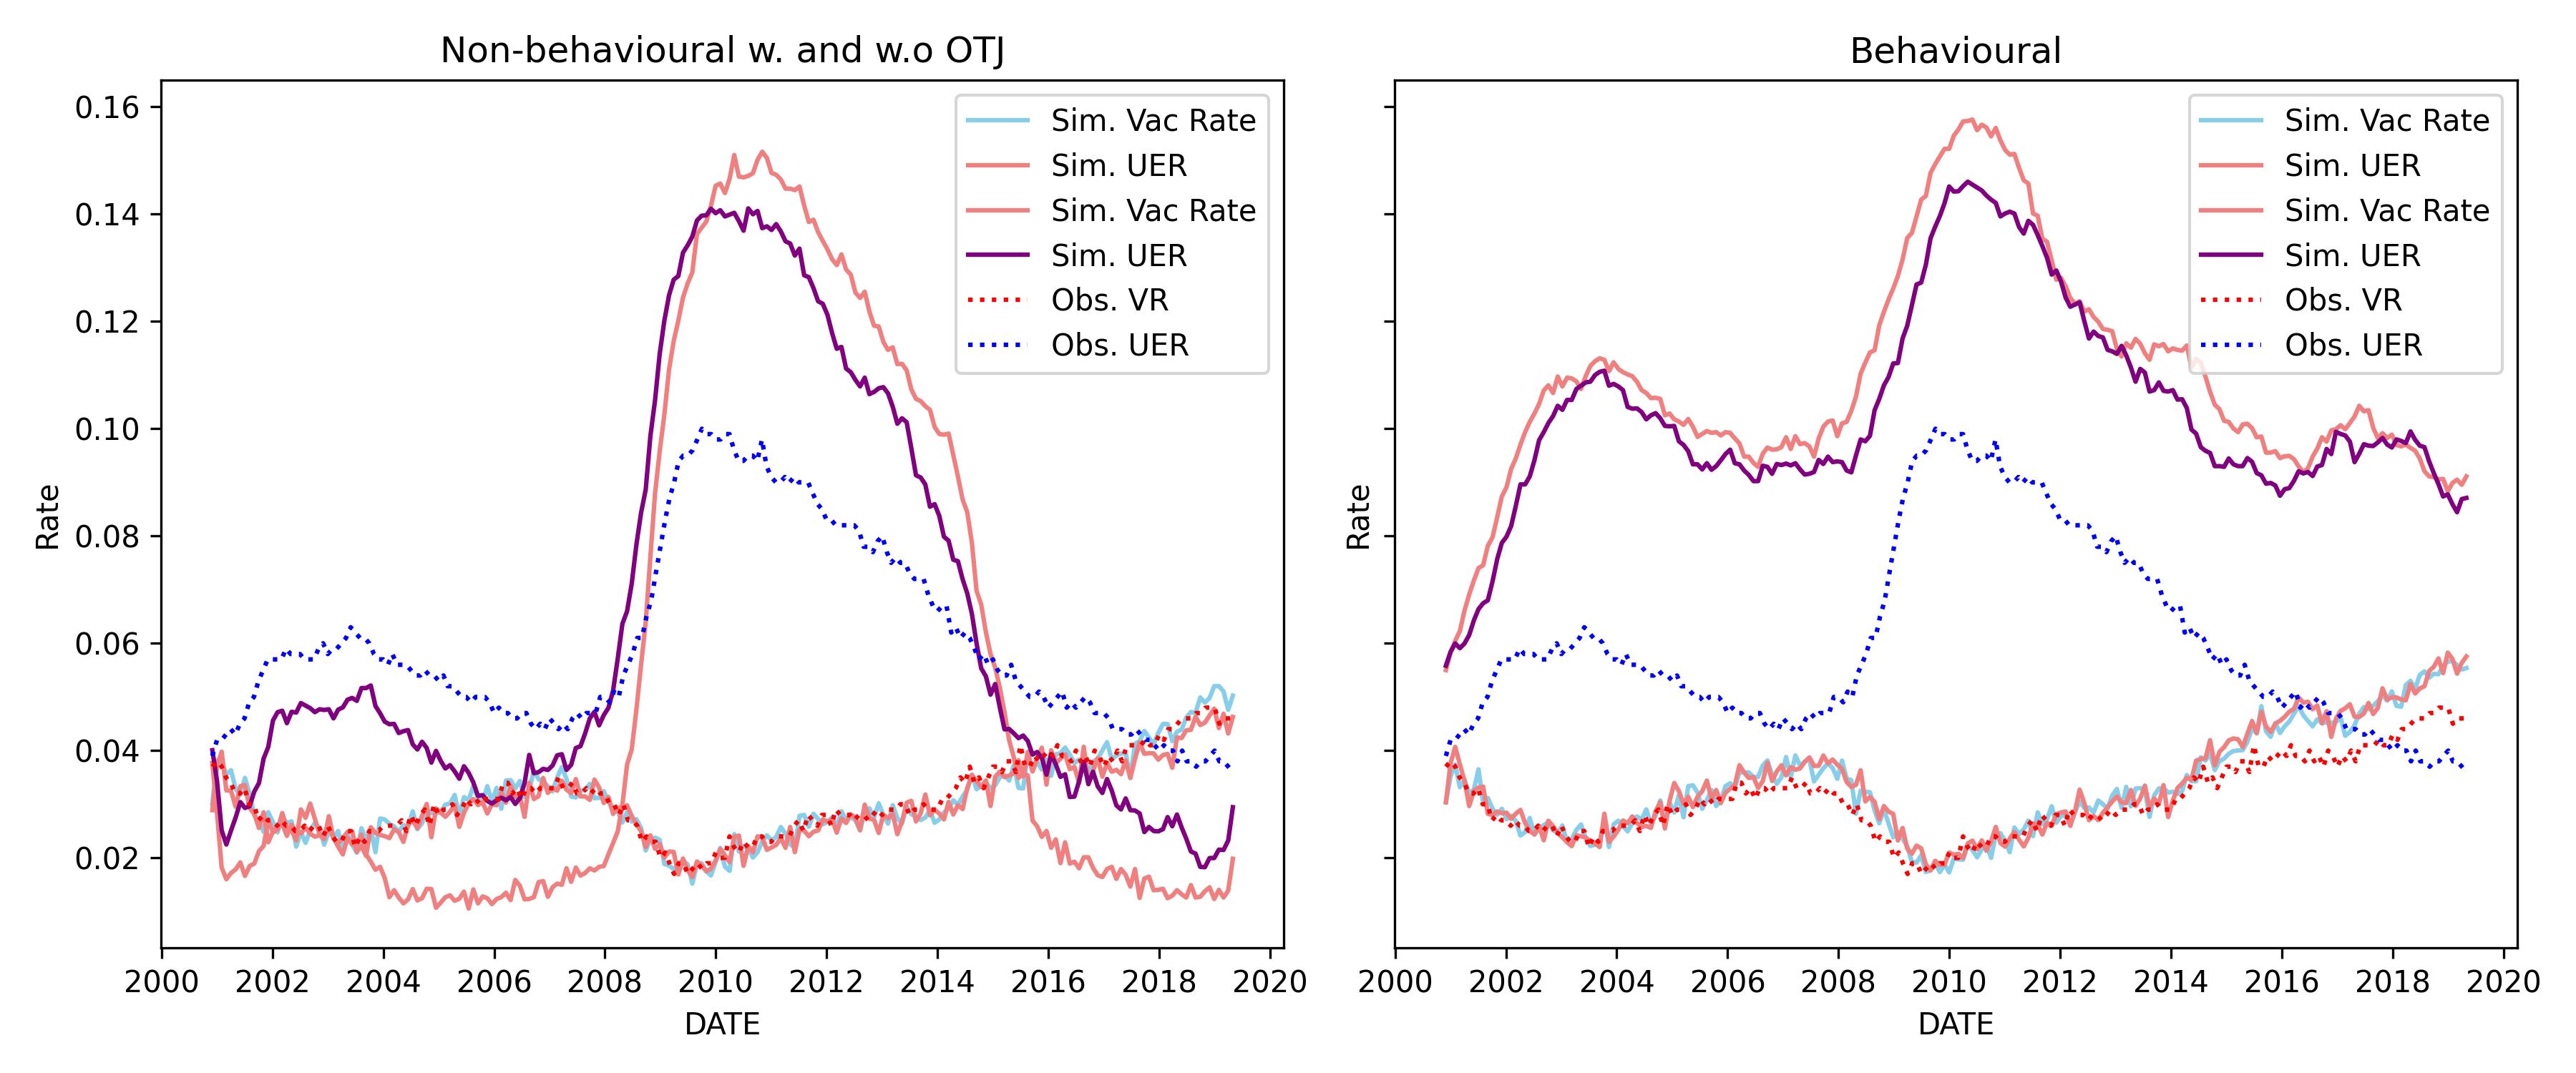 Non-behavioural w. and w.o OTJ
Rate
0.16
0.14
0.12
0.10
0.08
0.06
0.04
0.02
Sim. Vac Rate
Sim. UER
Sim. Vac Rate
Sim. UER
Obs. VR
Obs. UER
2000 2002 2004 2006 2008 2010 2012 2014 2016 2018 2020
DATE
Behavioural
Rate
Sim. Vac Rate
Sim. UER
Sim. Vac Rate
Sim. UER
Obs. VR
Obs. UER
2000 2002 2004 2006 2008 2010 2012 2014 2016 2018 2020
DATE